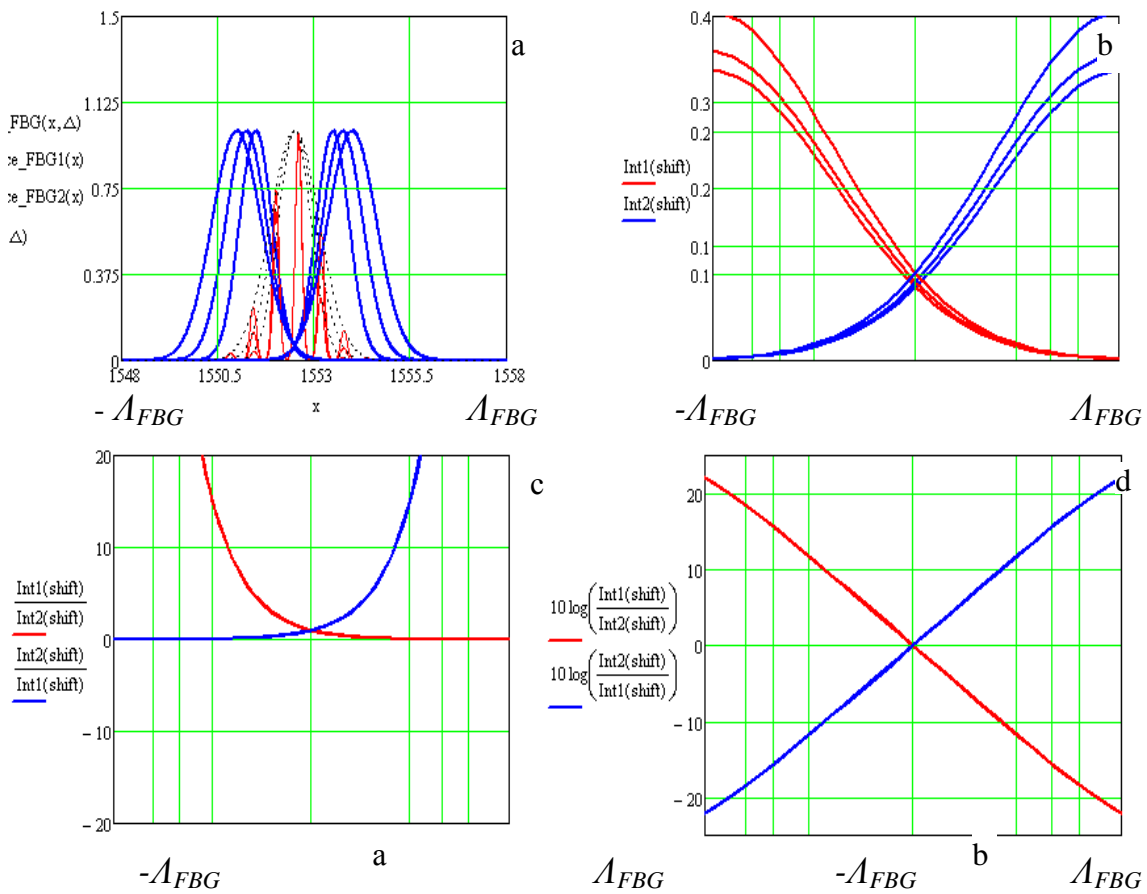 1.5
a
1.125
_FBG(x,Δ)
ce_FBG1(x)
0.75
ce_FBG2(x)
Δ)
0.375
0
1548 1550.5 1553 1555.5 1558
x
- Λ_FBG Λ_FBG
0.4
b
0.3
0.2
Int1(shift)
0.2
Int2(shift)
0.1
0.1
0
-Λ_FBG Λ_FBG
20
c
10
Int1(shift)
Int2(shift)
0
Int2(shift)
Int1(shift)
- 10
- 20
a
-Λ_FBG Λ_FBG
20
d
10
10 log(Int1(shift)/Int2(shift))
0
10 log(Int2(shift)/Int1(shift))
- 10
- 20
b
-Λ_FBG Λ_FBG